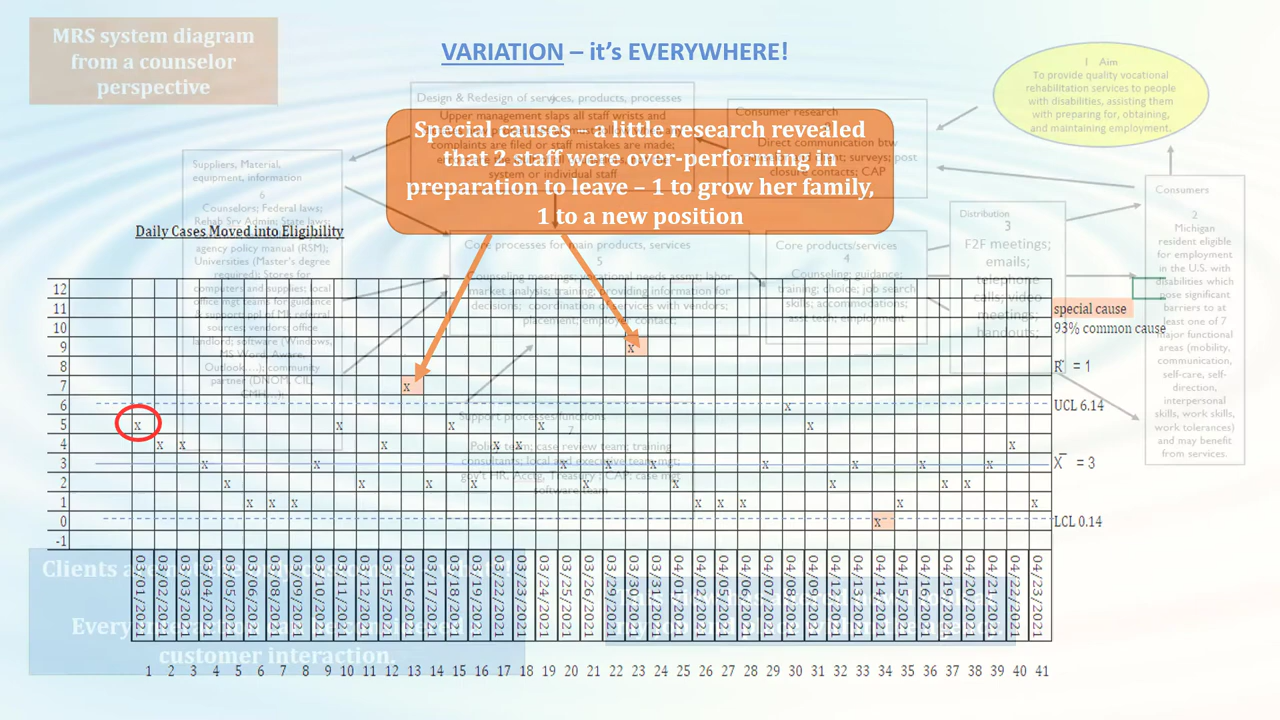 MRS system diagram
from a counselor
perspective
VARIATION – it's EVERYWHERE!
1 Aim
To provide quality vocational
rehabilitation services to people
with disabilities, assisting them
with preparing for, obtaining,
and maintaining employment.
Design & Redesign of services, products, processes
Upper management slaps all staff wrists and
complaints are filed or staff mistakes are made;
system or individual staff
Consumer research
Direct communication btw
surveys; post
closure contacts; CAP
Special causes – a little research revealed
that 2 staff were over-performing in
preparation to leave – 1 to grow her family,
1 to a new position
Suppliers, Material,
equipment, information
6
Counselors; Federal laws;
Rehab Srv Admin; State laws;
agency policy manual (RSM);
Universities (Master's degree
required); Stores for
computers and supplies; local
office mgt teams for guidance
& support; ppl of MI; referral
sources; vendors; office
landlord; software (Windows,
MS Word, Aware,
Outlook,...); community
partner (DNOM, CIL,
CMH...);
Core processes for main products, services
5
Counseling meetings; vocational needs assmt; labor
market analysis; training; providing information for
decisions; coordination of services with vendors;
placement; employer contact;
Core products/services
4
Counseling; guidance;
training; choice; job search
skills; accommodations;
asst tech; employment
Distribution
3
F2F meetings;
emails;
telephone
calls; video
meetings;
handouts;
Consumers
2
Michigan
resident eligible
for employment
in the U.S. with
disabilities which
pose significant
barriers to at
least one of 7
major functional
areas (mobility,
communication,
self-care, self-
direction,
interpersonal
skills, work skills,
work tolerances)
and may benefit
from services.
Support processes/functions
7
Policy team; case review team; training
consultants; local and executive team mgt;
gov't HR, Acctg, Treasury; CAP; case mgt
software team
Daily Cases Moved into Eligibility
12
11
10
9
8
7
6
5
4
3
2
1
0
-1
special cause
93% common cause
R̄ = 1
UCL 6.14
X̄ = 3
LCL 0.14
03/01/2021 03/02/2021 03/03/2021 03/04/2021 03/05/2021 03/06/2021 03/08/2021 03/09/2021 03/10/2021 03/11/2021 03/12/2021 03/15/2021 03/16/2021 03/17/2021 03/18/2021 03/19/2021 03/22/2021 03/23/2021 03/24/2021 03/25/2021 03/26/2021 03/29/2021 03/30/2021 03/31/2021 04/01/2021 04/02/2021 04/05/2021 04/06/2021 04/07/2021 04/08/2021 04/09/2021 04/12/2021 04/13/2021 04/14/2021 04/15/2021 04/16/2021 04/19/2021 04/20/2021 04/21/2021 04/22/2021 04/23/2021
1 2 3 4 5 6 7 8 9 10 11 12 13 14 15 16 17 18 19 20 21 22 23 24 25 26 27 28 29 30 31 32 33 34 35 36 37 38 39 40 41
Clients
Every
customer interaction.